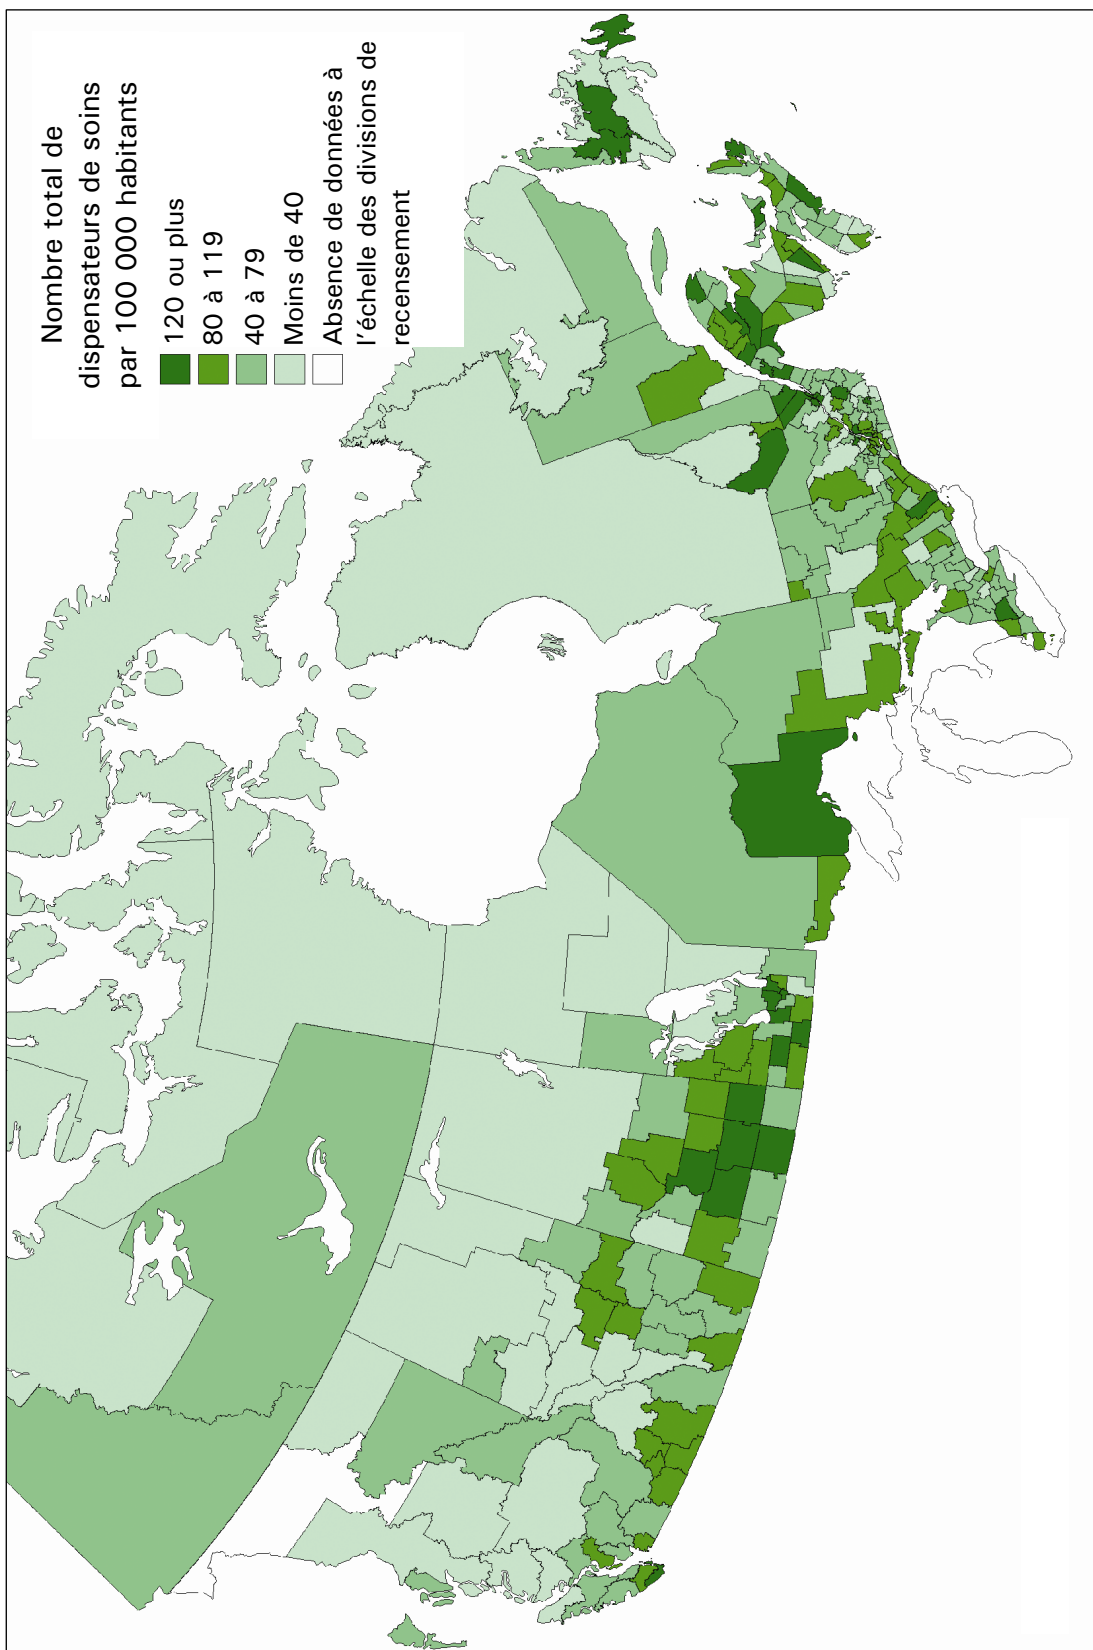 Nombre total de
dispensateurs de soins
par 100 000 habitants
120 ou plus
80 à 119
40 à 79
Moins de 40
Absence de données à
l'échelle des divisions de
recensement